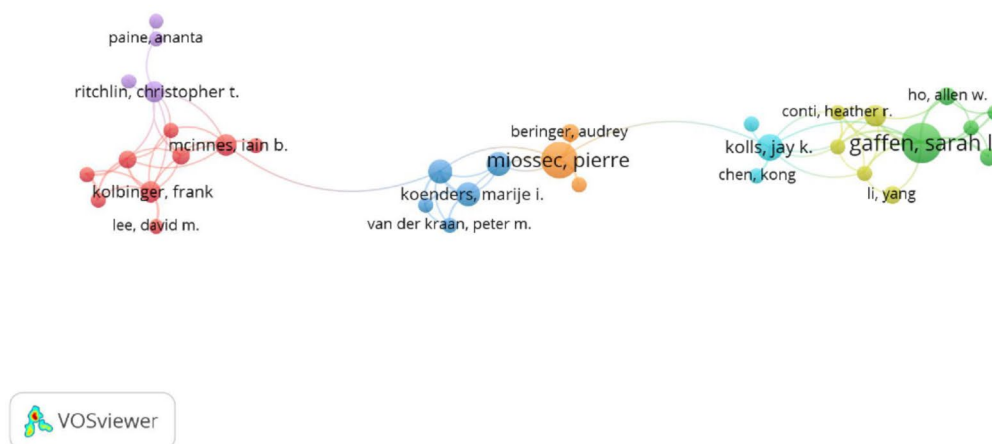 paine, ananta
ritchlin, christopher t.
mcinnes, iain b.
kolbinger, frank
lee, david m.
beringer, audrey
miossec, pierre
koenders, marije i.
van der kraan, peter m.
conti, heather r.
ho, allen w.
kolls, jay k.
gaffen, sarah l
chen, kong
li, yang
VOSviewer